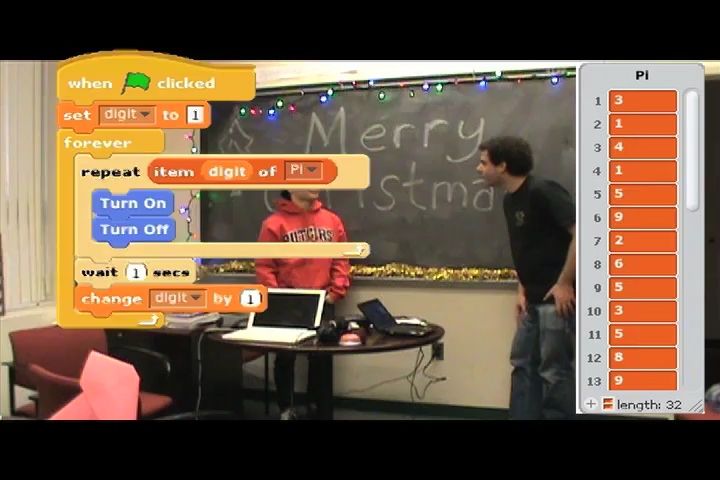 when clicked
set digit to 1
forever
repeat item digit of Pi
Turn On
Turn Off
wait 1 secs
change digit by 1
Merry
Christmas
RUTGERS
Pi
1 3
2 1
3 4
4 1
5 5
6 9
7 2
8 6
9 5
10 3
11 5
12 8
13 9
+ length: 32